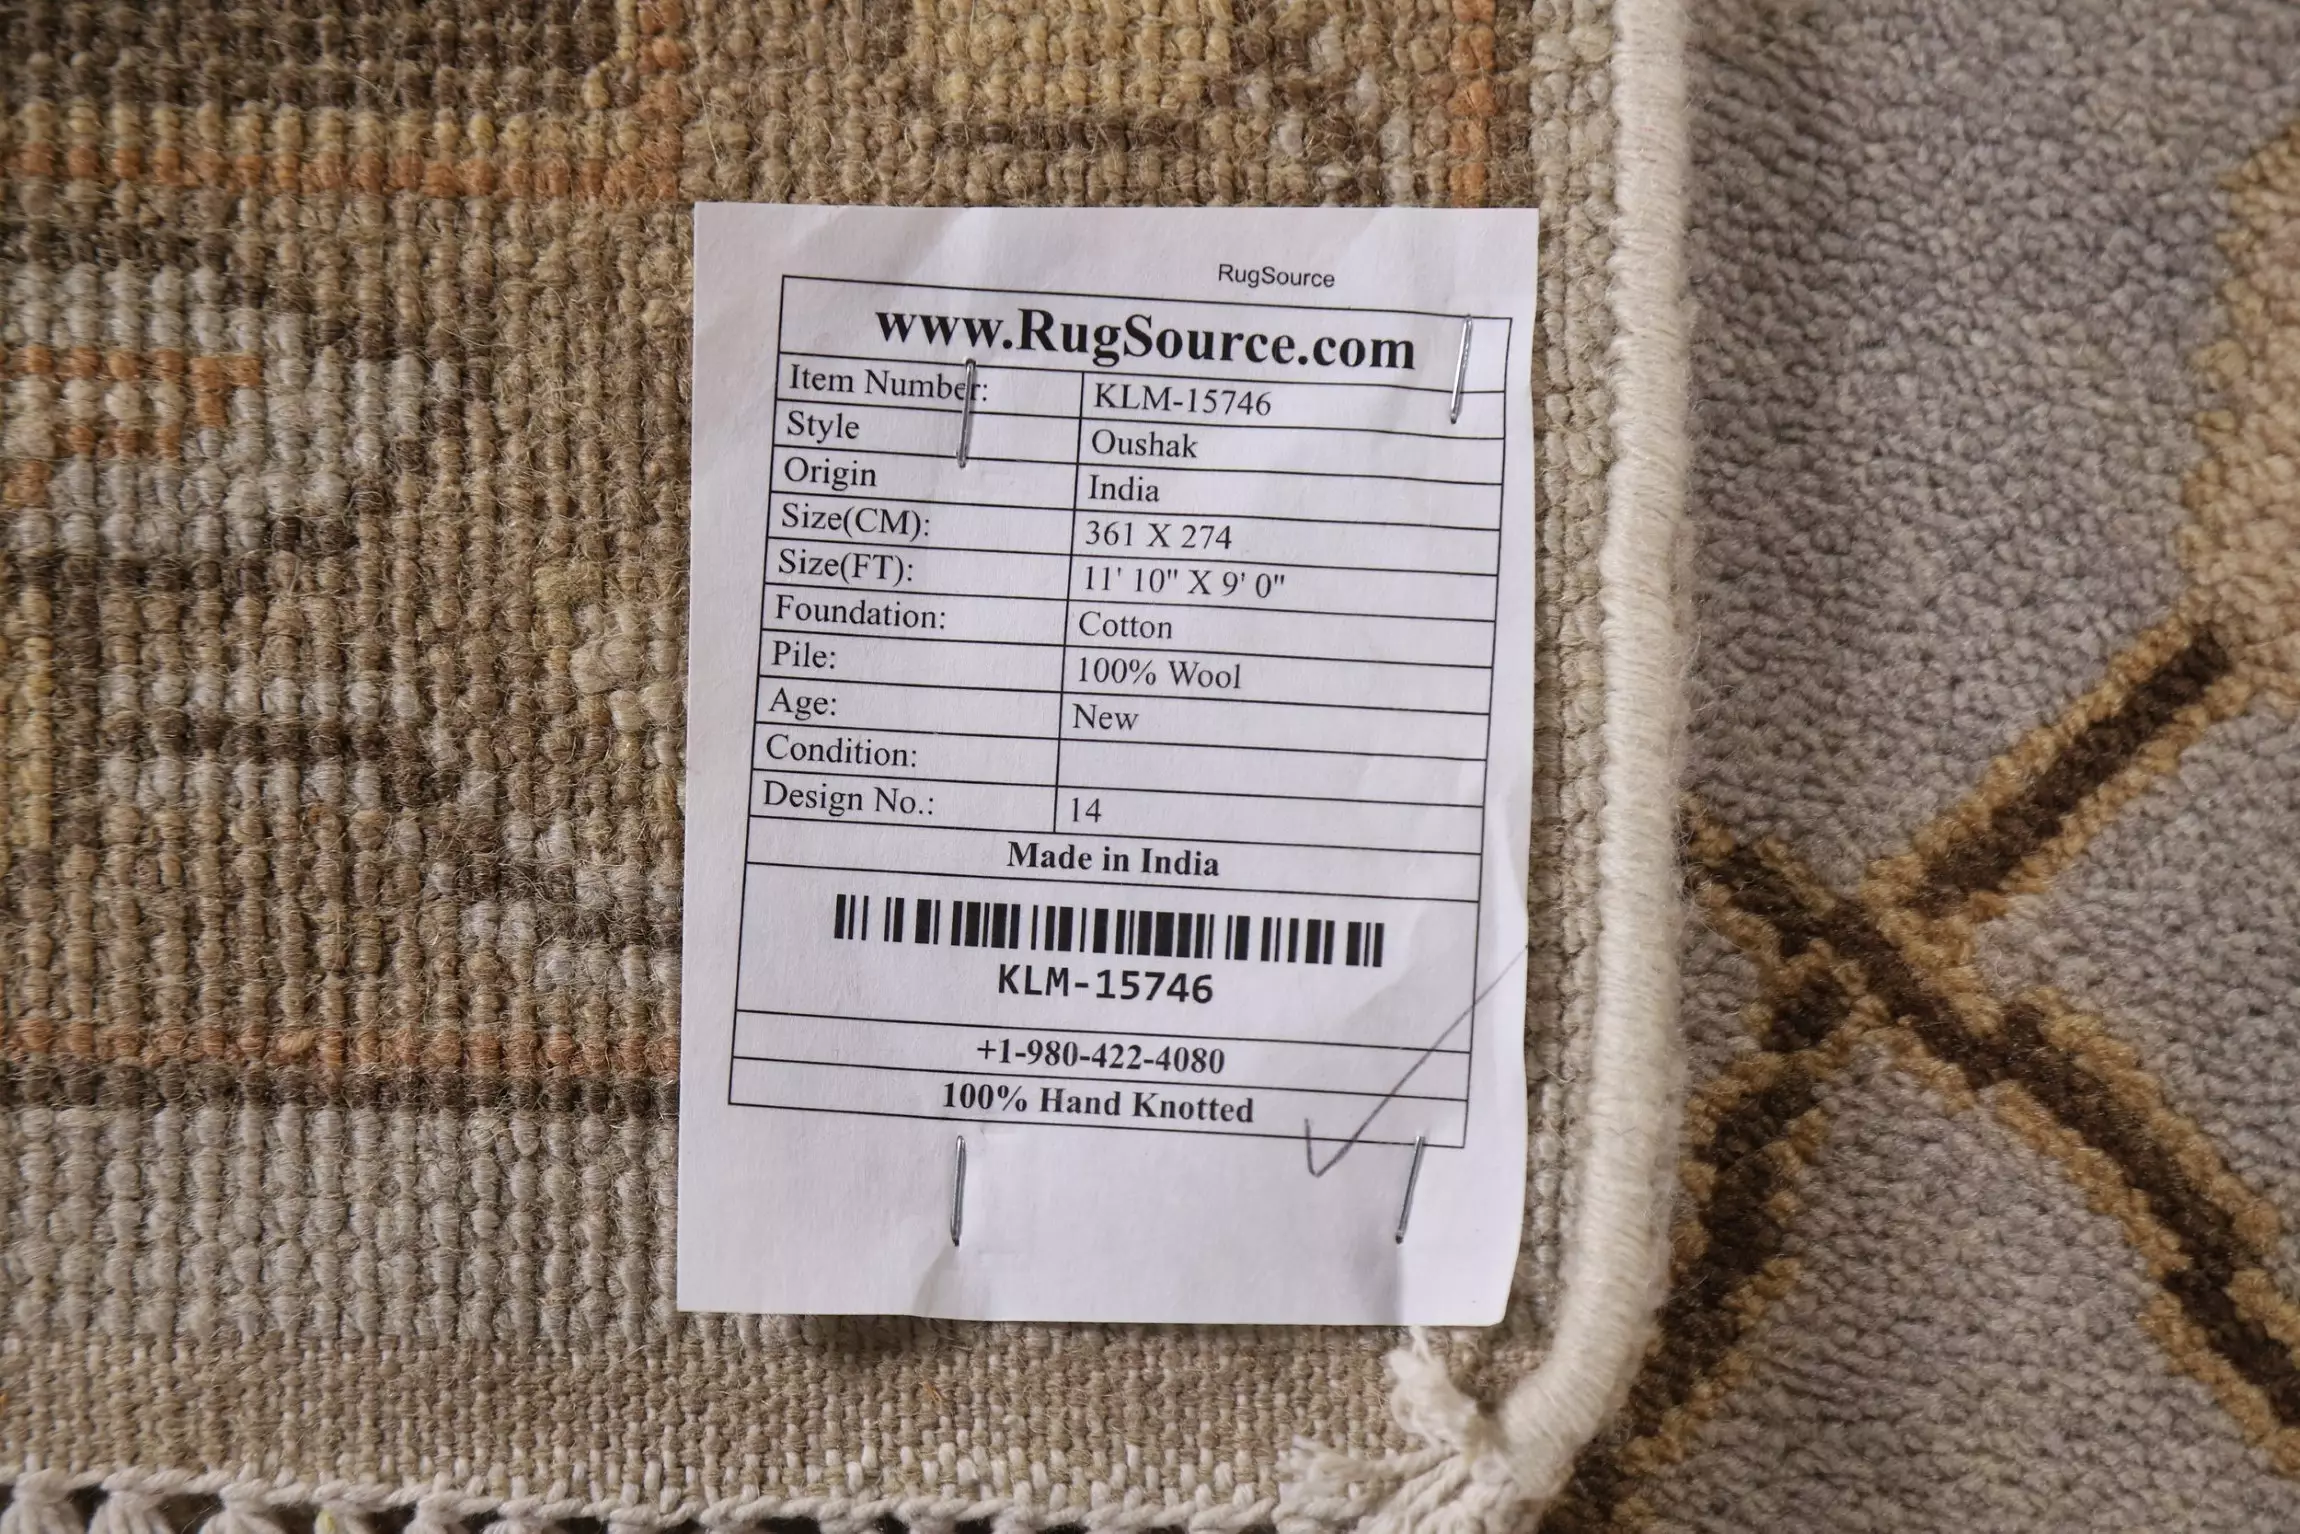 RugSource
www.RugSource.com
Item Number: KLM-15746
Style Oushak
Origin India
Size(CM): 361 X 274
Size(FT): 11' 10" X 9' 0"
Foundation: Cotton
Pile: 100% Wool
Age: New
Condition:
Design No.: 14
Made in India
KLM-15746
+1-980-422-4080
100% Hand Knotted